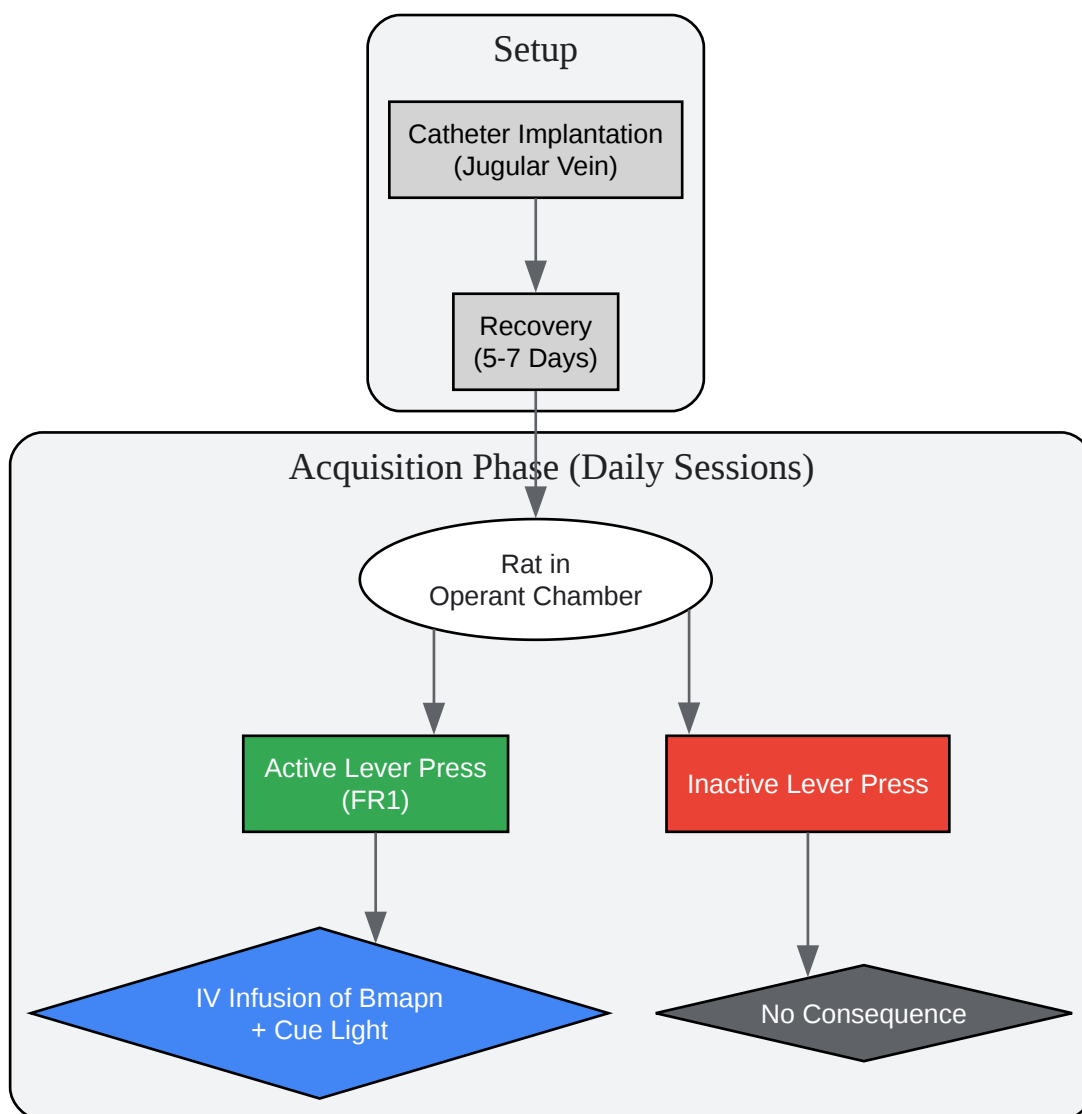 Setup
Catheter Implantation
(Jugular Vein)
Recovery
(5-7 Days)
Acquisition Phase (Daily Sessions)
Rat in
Operant Chamber
Active Lever Press
(FR1)
Inactive Lever Press
IV Infusion of Bmapn
+ Cue Light
No Consequence